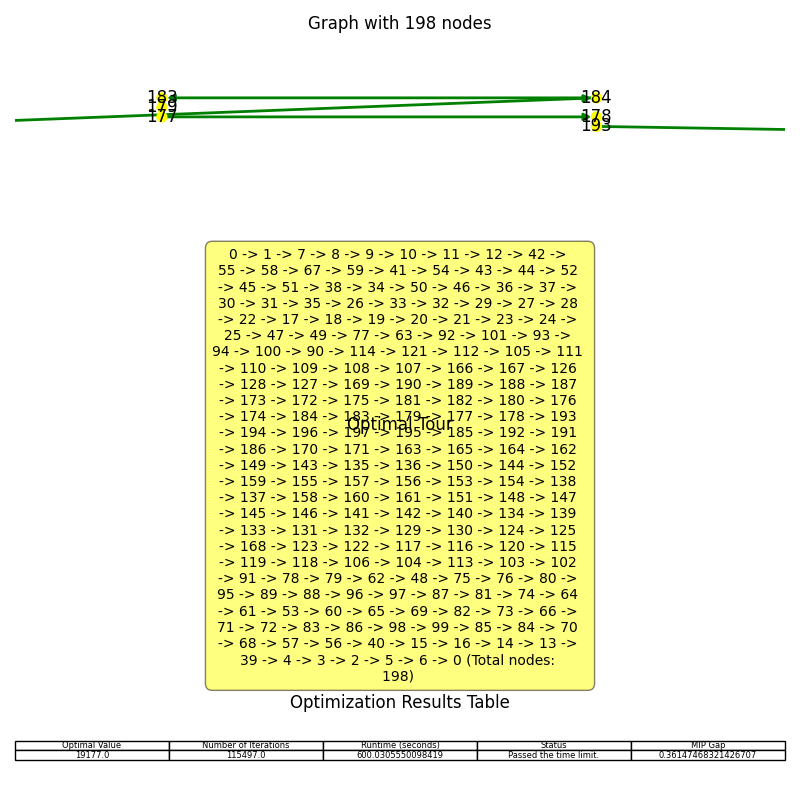 Graph with 198 nodes
183
184
179
177
178
193
0 -> 1 -> 7 -> 8 -> 9 -> 10 -> 11 -> 12 -> 42 ->
55 -> 58 -> 67 -> 59 -> 41 -> 54 -> 43 -> 44 -> 52
-> 45 -> 51 -> 38 -> 34 -> 50 -> 46 -> 36 -> 37 ->
30 -> 31 -> 35 -> 26 -> 33 -> 32 -> 29 -> 27 -> 28
-> 22 -> 17 -> 18 -> 19 -> 20 -> 21 -> 23 -> 24 ->
25 -> 47 -> 49 -> 77 -> 63 -> 92 -> 101 -> 93 ->
94 -> 100 -> 90 -> 114 -> 121 -> 112 -> 105 -> 111
-> 110 -> 109 -> 108 -> 107 -> 166 -> 167 -> 126
-> 128 -> 127 -> 169 -> 190 -> 189 -> 188 -> 187
-> 173 -> 172 -> 175 -> 181 -> 182 -> 180 -> 176
-> 174 -> 184 -> 183 -> 179 -> 177 -> 178 -> 193
Optimal Tour
-> 194 -> 196 -> 197 -> 195 -> 185 -> 192 -> 191
-> 186 -> 170 -> 171 -> 163 -> 165 -> 164 -> 162
-> 149 -> 143 -> 135 -> 136 -> 150 -> 144 -> 152
-> 159 -> 155 -> 157 -> 156 -> 153 -> 154 -> 138
-> 137 -> 158 -> 160 -> 161 -> 151 -> 148 -> 147
-> 145 -> 146 -> 141 -> 142 -> 140 -> 134 -> 139
-> 133 -> 131 -> 132 -> 129 -> 130 -> 124 -> 125
-> 168 -> 123 -> 122 -> 117 -> 116 -> 120 -> 115
-> 119 -> 118 -> 106 -> 104 -> 113 -> 103 -> 102
-> 91 -> 78 -> 79 -> 62 -> 48 -> 75 -> 76 -> 80 ->
95 -> 89 -> 88 -> 96 -> 97 -> 87 -> 81 -> 74 -> 64
-> 61 -> 53 -> 60 -> 65 -> 69 -> 82 -> 73 -> 66 ->
71 -> 72 -> 83 -> 86 -> 98 -> 99 -> 85 -> 84 -> 70
-> 68 -> 57 -> 56 -> 40 -> 15 -> 16 -> 14 -> 13 ->
39 -> 4 -> 3 -> 2 -> 5 -> 6 -> 0 (Total nodes:
198)
Optimization Results Table
Optimal Value Number of Iterations Runtime (seconds) Status MIP Gap
19177.0 115497.0 600.0305550098419 Passed the time limit. 0.36147468321426707